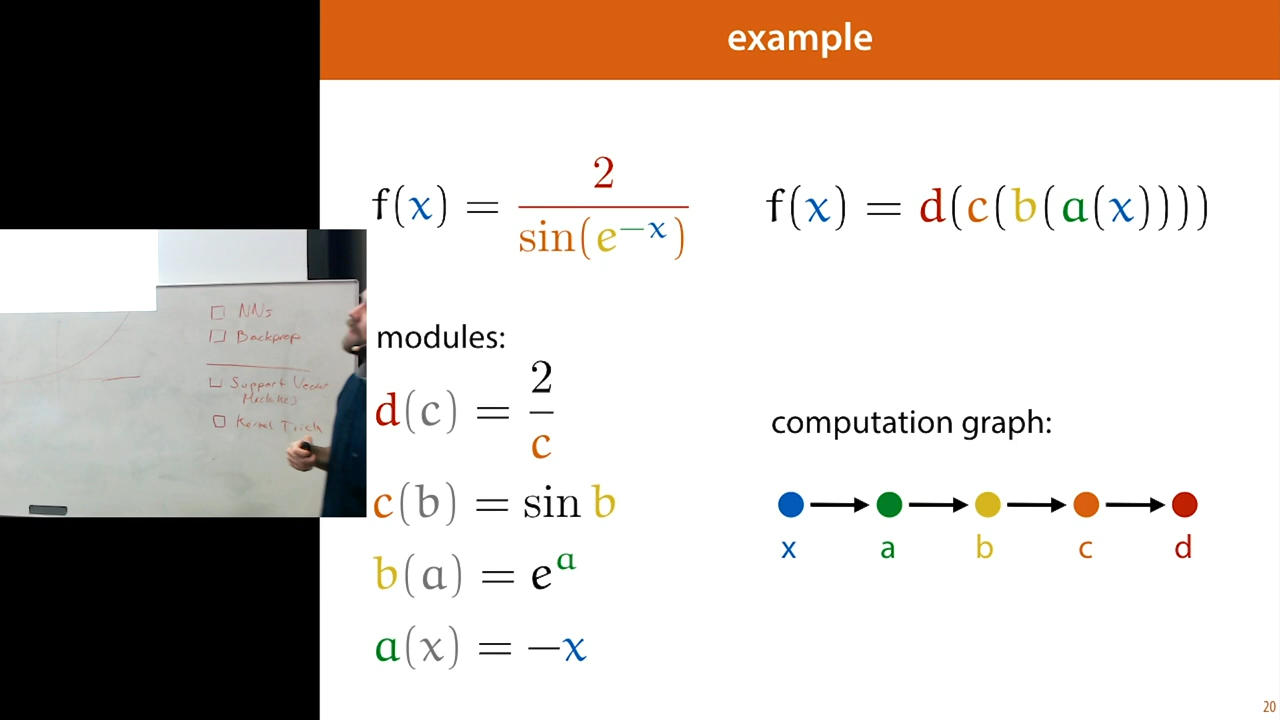 example
f(x) = 2 / sin(e^{-x})
f(x) = d(c(b(a(x))))
NNs
Backprop
Support Vector
Machines
Kernel Trick
modules:
d(c) = 2 / c
c(b) = sin b
b(a) = e^a
a(x) = −x
computation graph:
x a b c d
20